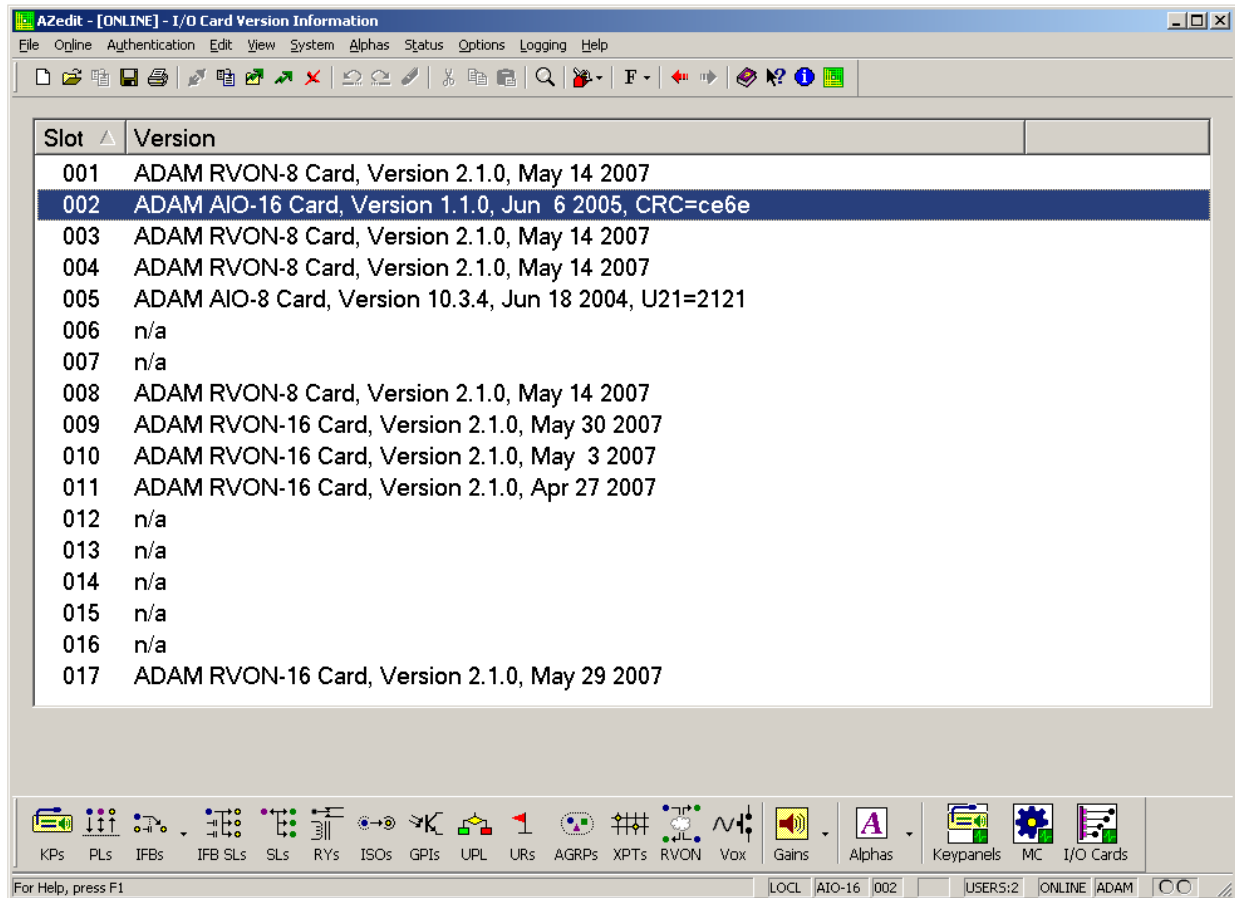 AZedit - [ONLINE] - I/O Card Version Information
File Online Authentication Edit View System Alphas Status Options Logging Help
F
Slot Version
001 ADAM RVON-8 Card, Version 2.1.0, May 14 2007
002 ADAM AIO-16 Card, Version 1.1.0, Jun  6 2005, CRC=ce6e
003 ADAM RVON-8 Card, Version 2.1.0, May 14 2007
004 ADAM RVON-8 Card, Version 2.1.0, May 14 2007
005 ADAM AIO-8 Card, Version 10.3.4, Jun 18 2004, U21=2121
006 n/a
007 n/a
008 ADAM RVON-8 Card, Version 2.1.0, May 14 2007
009 ADAM RVON-16 Card, Version 2.1.0, May 30 2007
010 ADAM RVON-16 Card, Version 2.1.0, May  3 2007
011 ADAM RVON-16 Card, Version 2.1.0, Apr 27 2007
012 n/a
013 n/a
014 n/a
015 n/a
016 n/a
017 ADAM RVON-16 Card, Version 2.1.0, May 29 2007
A
KPs PLs IFBs IFB SLs SLs RYs ISOs GPIs UPL URs AGRPs XPTs RVON Vox Gains Alphas Keypanels MC I/O Cards
For Help, press F1 LOCL AIO-16 002 USERS:2 ONLINE ADAM